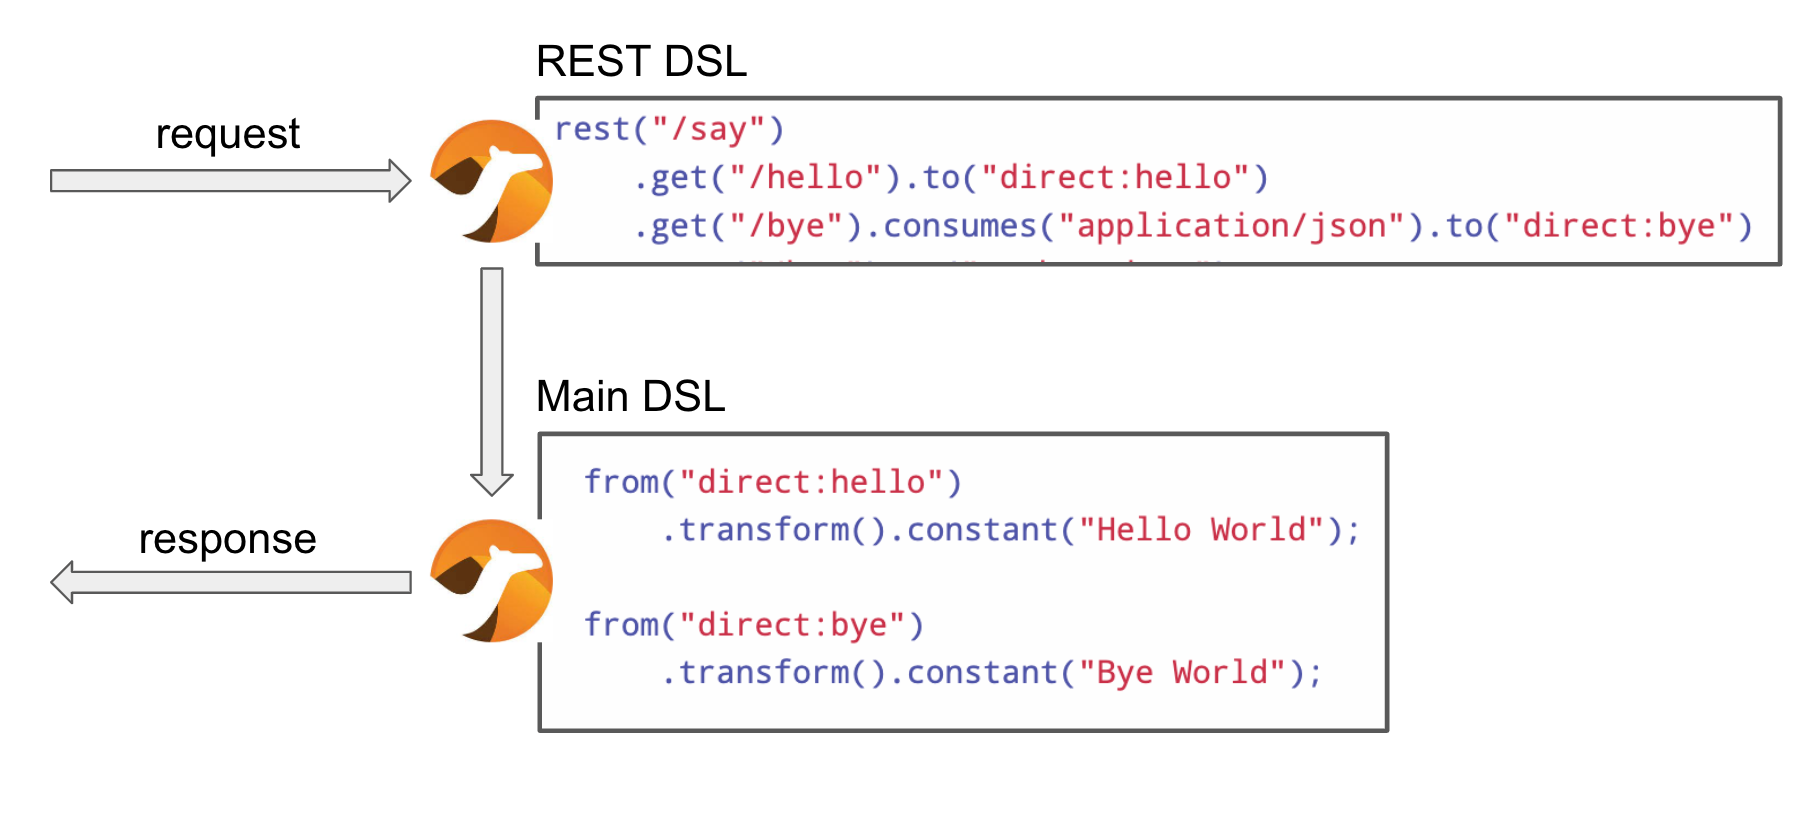 REST DSL
request
rest("/say")
.get("/hello").to("direct:hello")
.get("/bye").consumes("application/json").to("direct:bye")
Main DSL
from("direct:hello")
.transform().constant("Hello World");
response
from("direct:bye")
.transform().constant("Bye World");